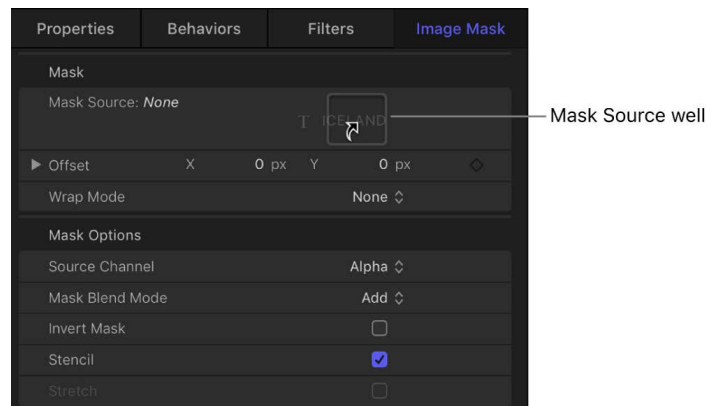 Properties Behaviors Filters Image Mask
Mask
Mask Source: None
T ICELAND
Mask Source well
Offset X 0 px Y 0 px
Wrap Mode None
Mask Options
Source Channel Alpha
Mask Blend Mode Add
Invert Mask
Stencil
Stretch